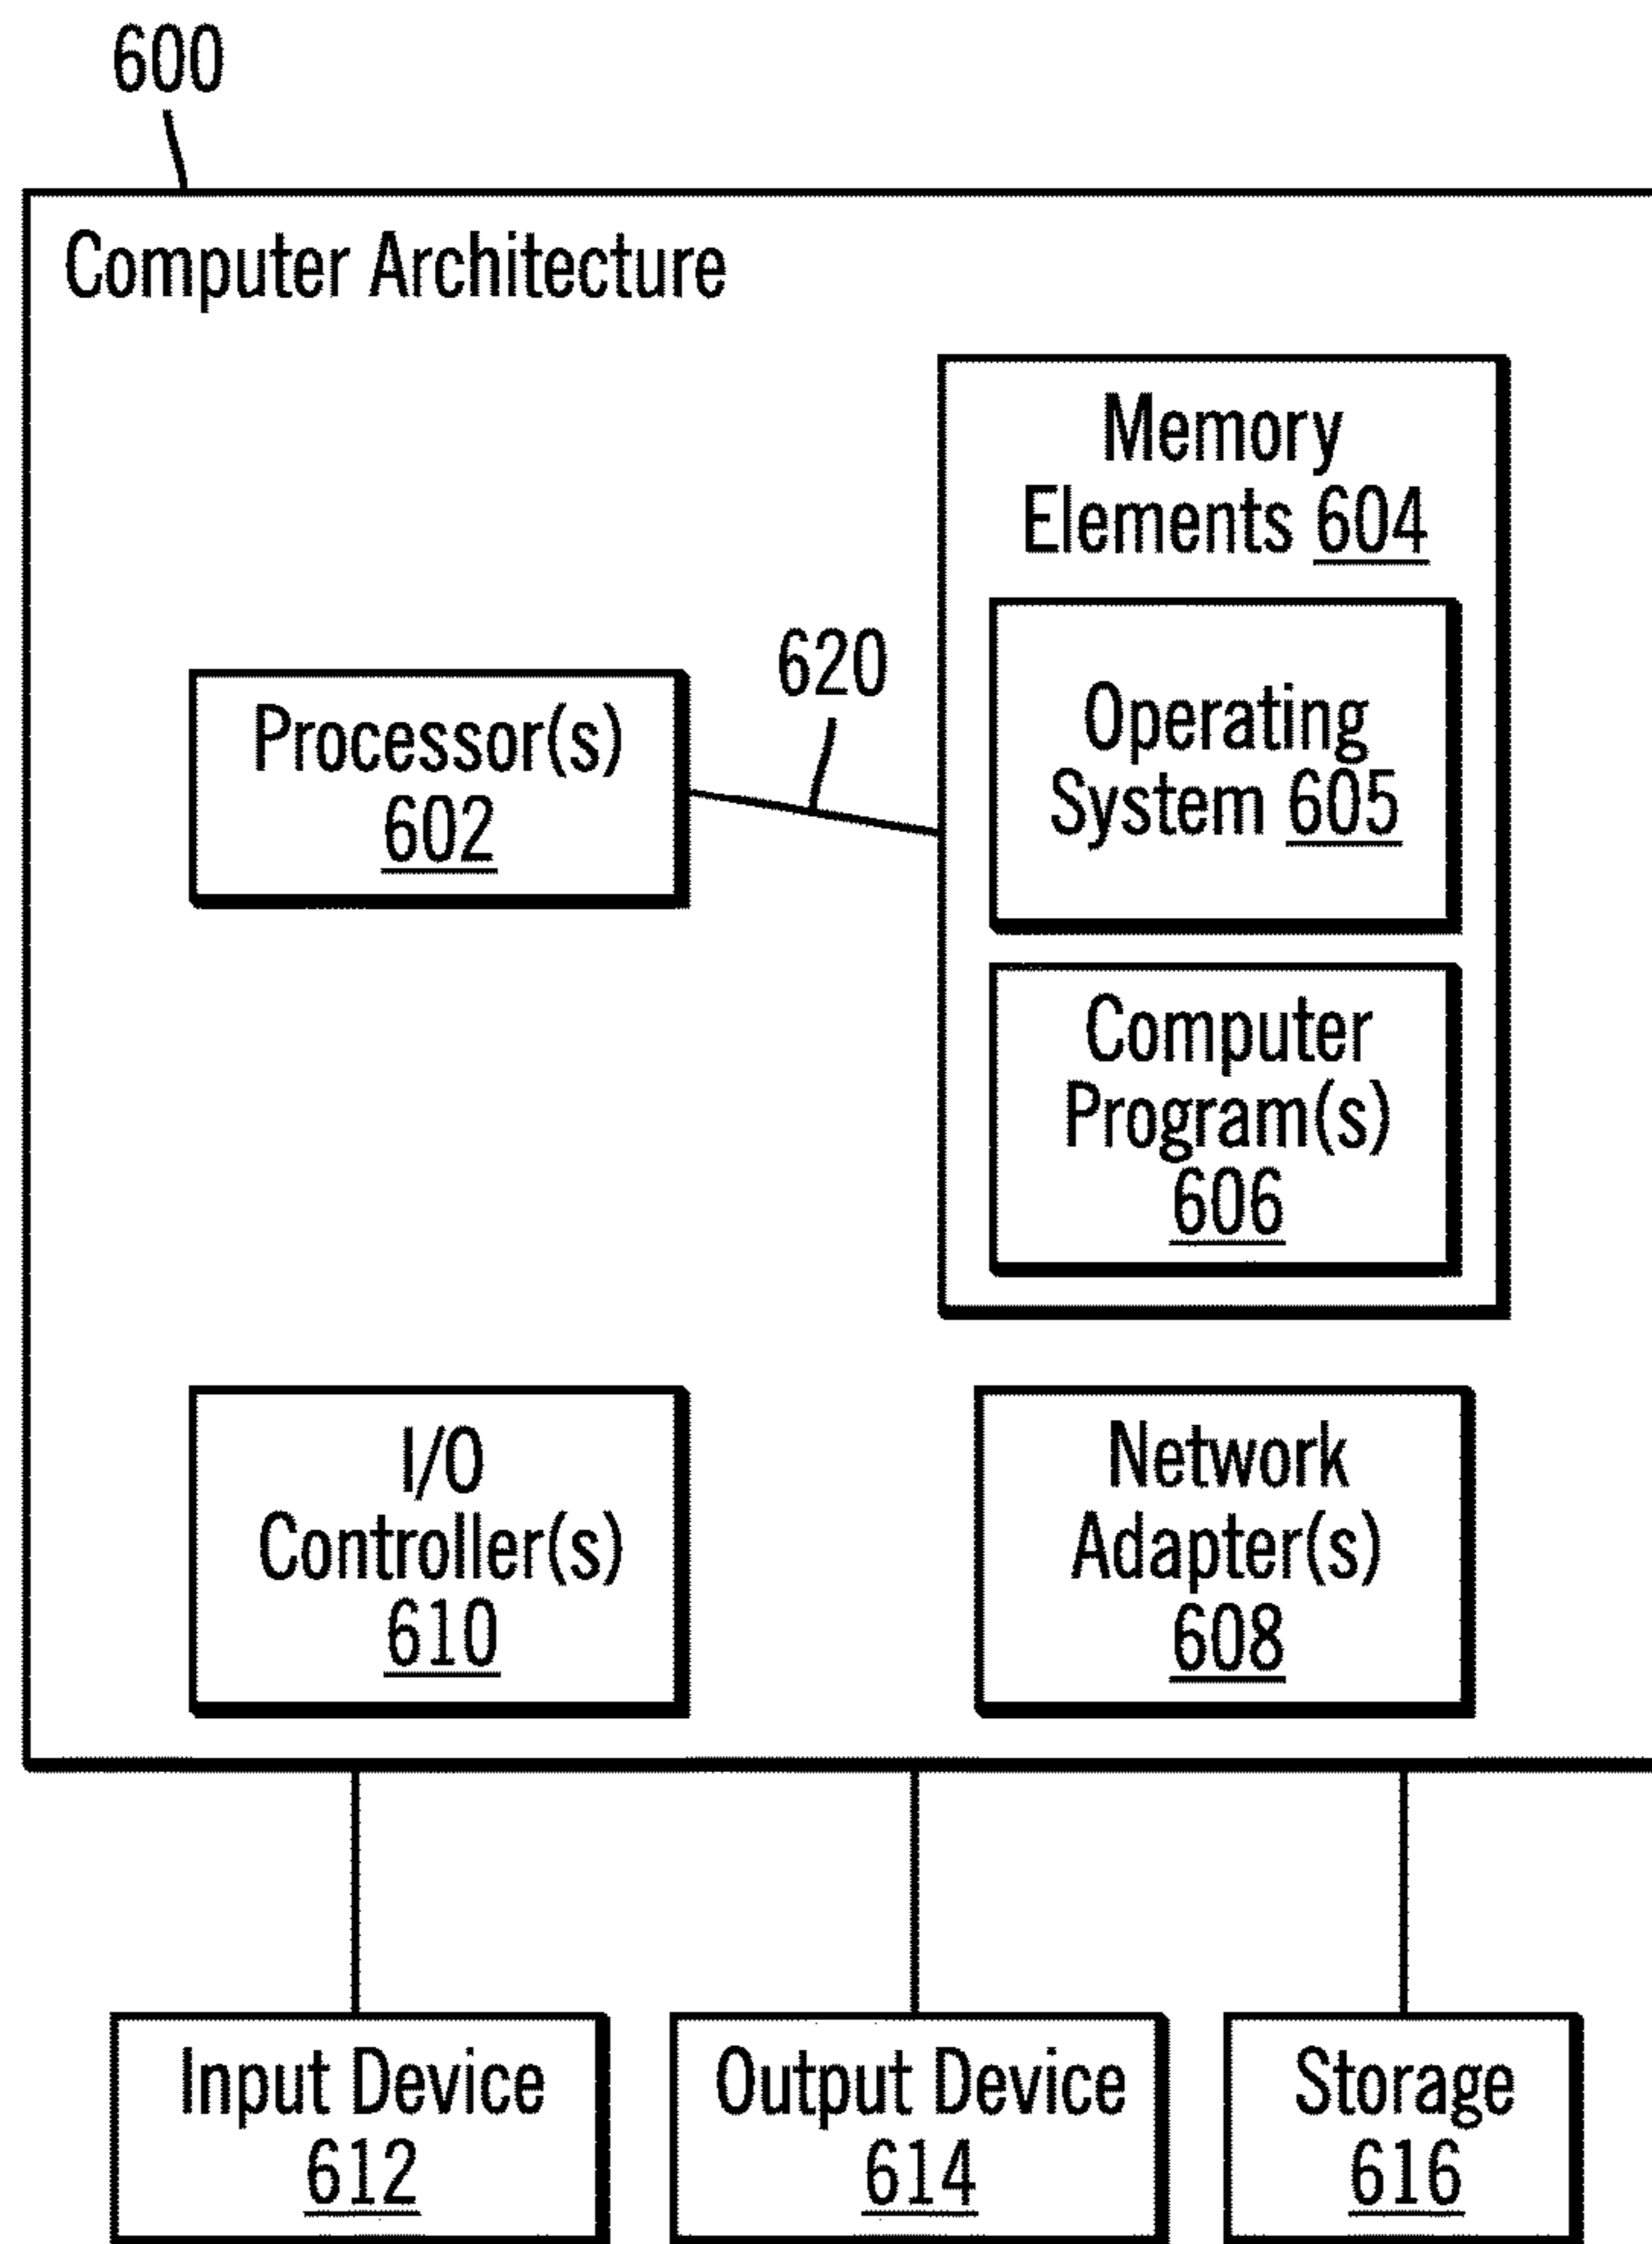 600
Computer Architecture
Memory
Elements 604
620
Operating
System 605
Processor(s)
602
Computer
Program(s)
606
I/O
Controller(s)
610
Network
Adapter(s)
608
Input Device
612
Output Device
614
Storage
616